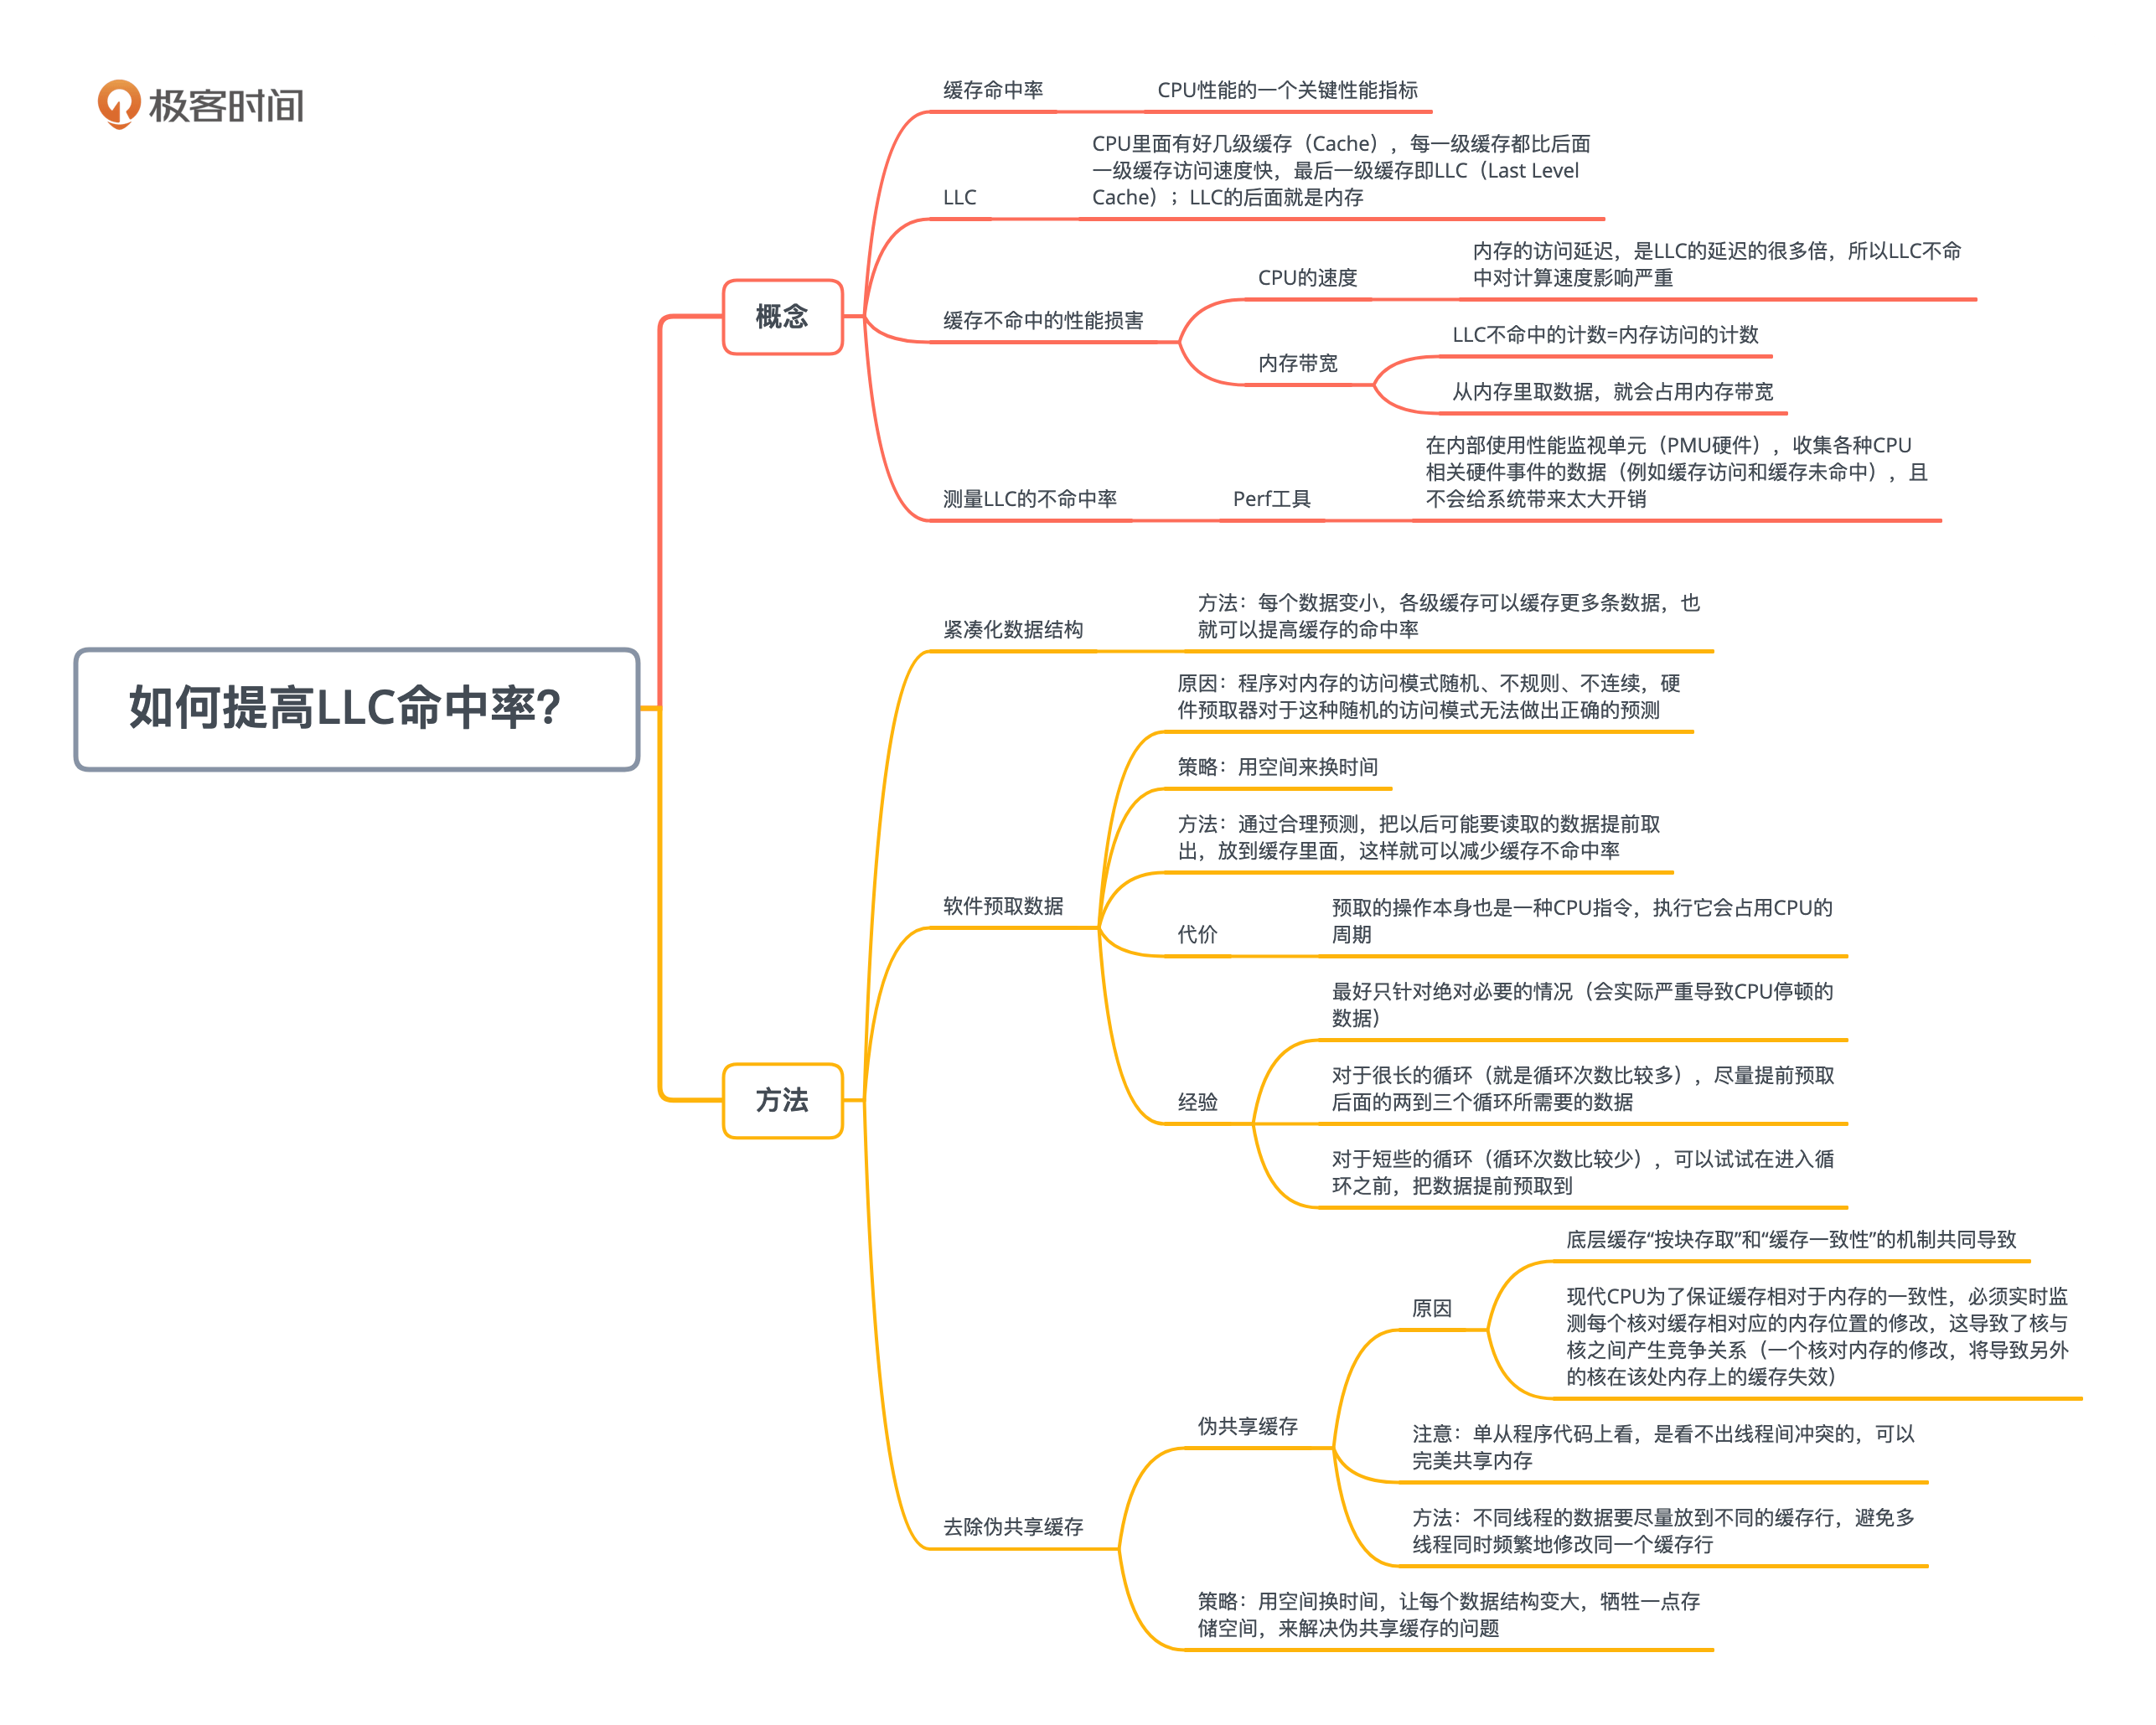 极客时间
如何提高LLC命中率？
概念
缓存命中率
CPU性能的一个关键性能指标
LLC
CPU里面有好几级缓存（Cache），每一级缓存都比后面
一级缓存访问速度快，最后一级缓存即LLC（Last Level
Cache）；LLC的后面就是内存
缓存不命中的性能损害
CPU的速度
内存的访问延迟，是LLC的延迟的很多倍，所以LLC不命
中对计算速度影响严重
内存带宽
LLC不命中的计数=内存访问的计数
从内存里取数据，就会占用内存带宽
测量LLC的不命中率
Perf工具
在内部使用性能监视单元（PMU硬件），收集各种CPU
相关硬件事件的数据（例如缓存访问和缓存未命中），且
不会给系统带来太大开销
方法
紧凑化数据结构
方法：每个数据变小，各级缓存可以缓存更多条数据，也
就可以提高缓存的命中率
软件预取数据
原因：程序对内存的访问模式随机、不规则、不连续，硬
件预取器对于这种随机的访问模式无法做出正确的预测
策略：用空间来换时间
方法：通过合理预测，把以后可能要读取的数据提前取
出，放到缓存里面，这样就可以减少缓存不命中率
代价
预取的操作本身也是一种CPU指令，执行它会占用CPU的
周期
经验
最好只针对绝对必要的情况（会实际严重导致CPU停顿的
数据）
对于很长的循环（就是循环次数比较多），尽量提前预取
后面的两到三个循环所需要的数据
对于短些的循环（循环次数比较少），可以试试在进入循
环之前，把数据提前预取到
去除伪共享缓存
伪共享缓存
原因
底层缓存“按块存取”和“缓存一致性”的机制共同导致
现代CPU为了保证缓存相对于内存的一致性，必须实时监
测每个核对缓存相对应的内存位置的修改，这导致了核与
核之间产生竞争关系（一个核对内存的修改，将导致另外
的核在该处内存上的缓存失效）
注意：单从程序代码上看，是看不出线程间冲突的，可以
完美共享内存
方法：不同线程的数据要尽量放到不同的缓存行，避免多
线程同时频繁地修改同一个缓存行
策略：用空间换时间，让每个数据结构变大，牺牲一点存
储空间，来解决伪共享缓存的问题